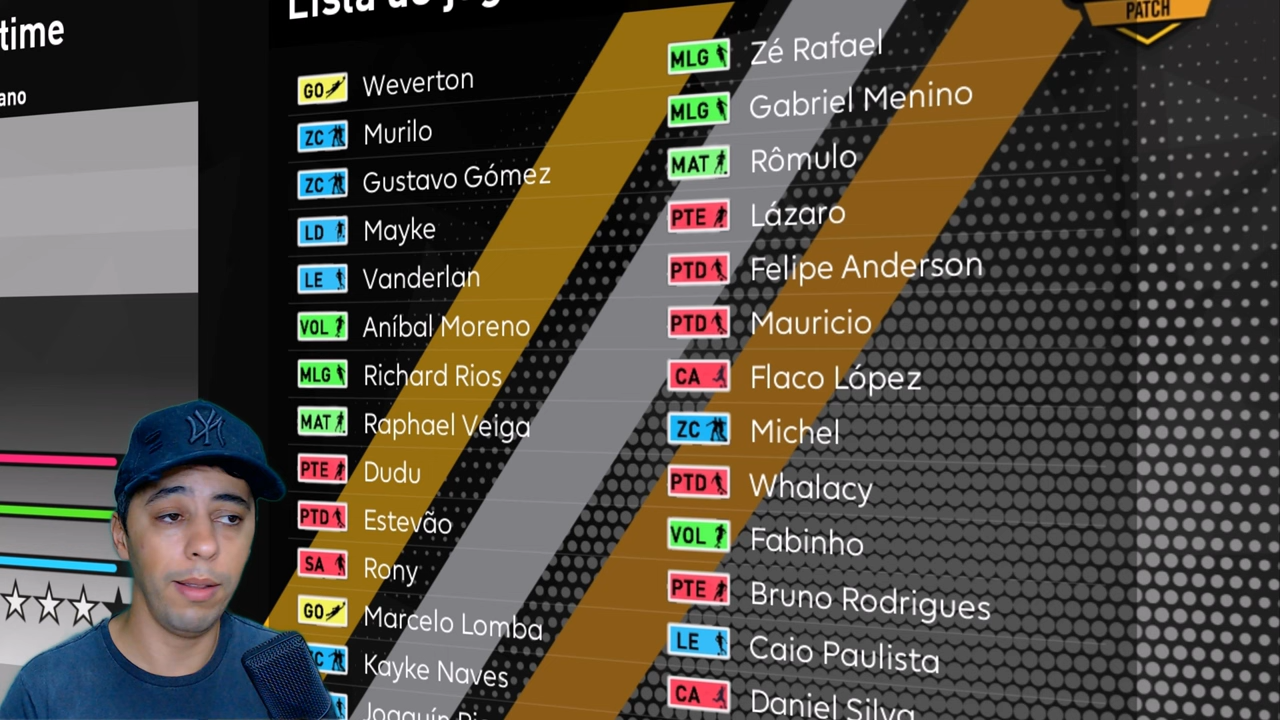 time
ano
PATCH
GO Weverton
ZC Murilo
ZC Gustavo Gómez
LD Mayke
LE Vanderlan
VOL Aníbal Moreno
MLG Richard Rios
MAT Raphael Veiga
PTE Dudu
PTD Estevão
SA Rony
GO Marcelo Lomba
ZC Kayke Naves
MLG Zé Rafael
MLG Gabriel Menino
MAT Rômulo
PTE Lázaro
PTD Felipe Anderson
PTD Mauricio
CA Flaco López
ZC Michel
PTD Whalacy
VOL Fabinho
PTE Bruno Rodrigues
LE Caio Paulista
CA Daniel Silva